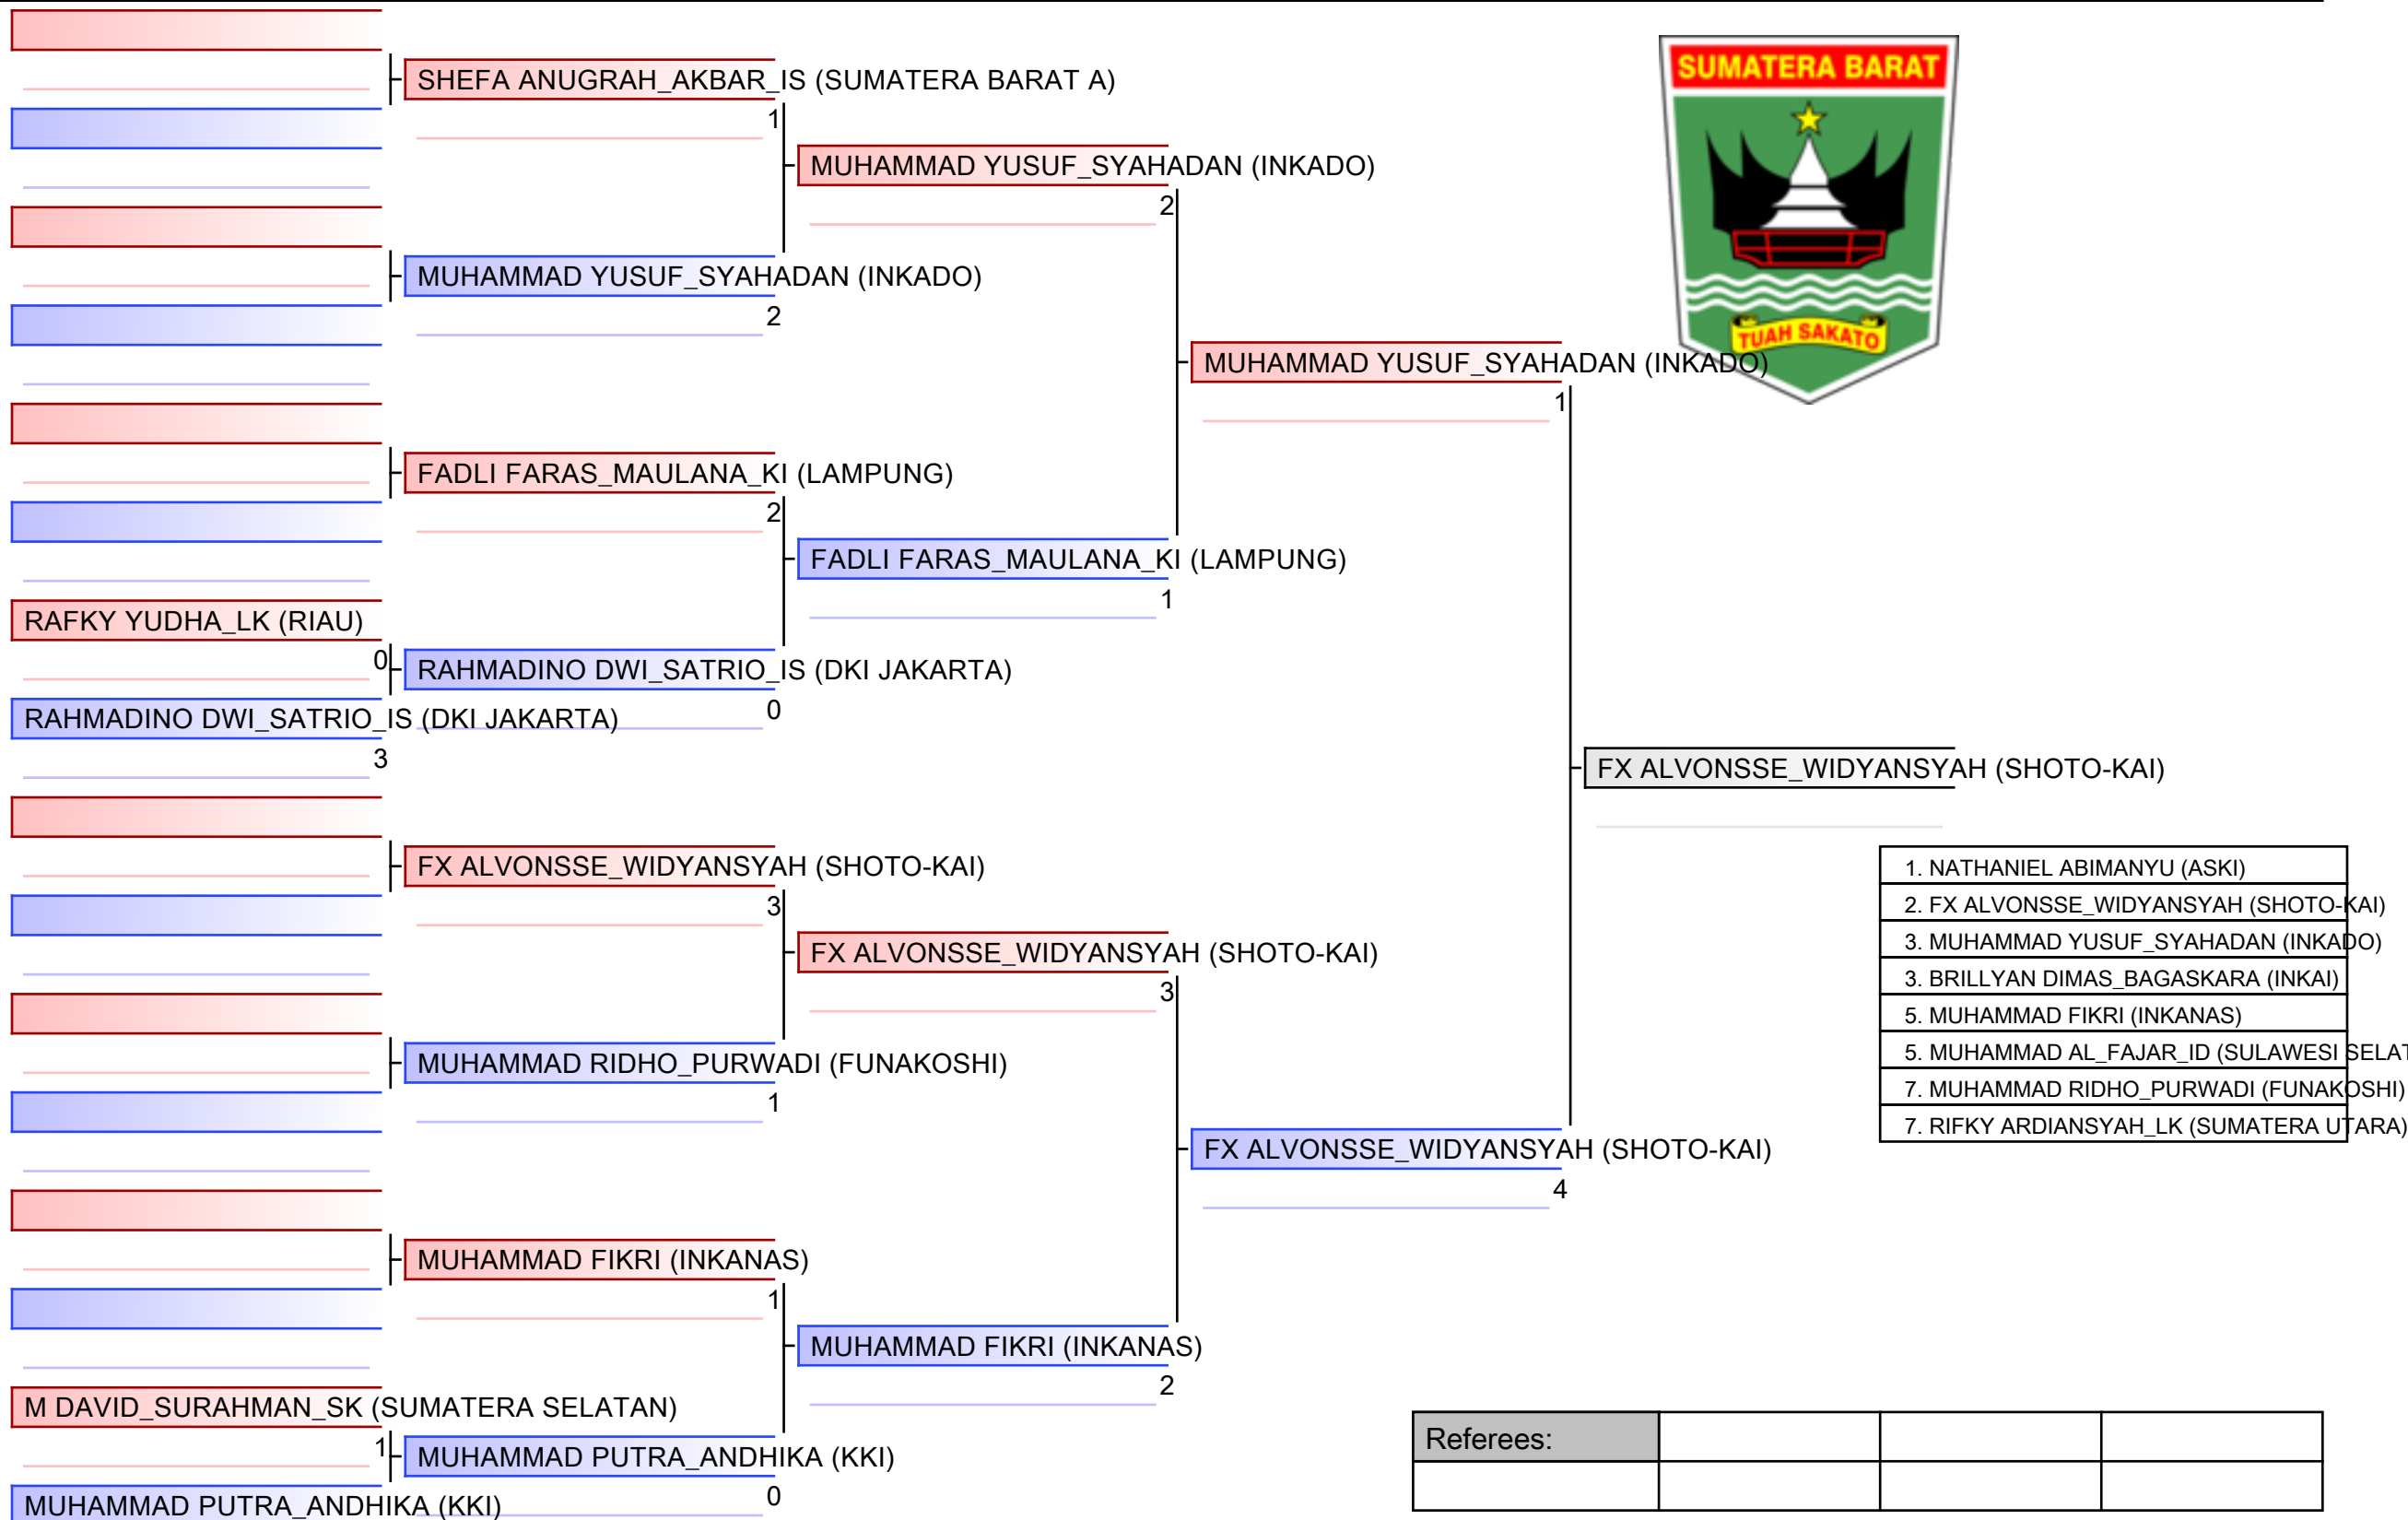 SUMATERA BARAT
SHEFA ANUGRAH_AKBAR_IS (SUMATERA BARAT A)
1
MUHAMMAD YUSUF_SYAHADAN (INKADO)
2
MUHAMMAD YUSUF_SYAHADAN (INKADO)
2
TUAH SAKATO
MUHAMMAD YUSUF_SYAHADAN (INKADO)
1
FADLI FARAS_MAULANA_KI (LAMPUNG)
2
FADLI FARAS_MAULANA_KI (LAMPUNG)
1
RAFKY YUDHA_LK (RIAU)
0
RAHMADINO DWI_SATRIO_IS (DKI JAKARTA)
0
RAHMADINO DWI_SATRIO_IS (DKI JAKARTA)
3
FX ALVONSSE_WIDYANSYAH (SHOTO-KAI)
FX ALVONSSE_WIDYANSYAH (SHOTO-KAI)
3
FX ALVONSSE_WIDYANSYAH (SHOTO-KAI)
3
MUHAMMAD RIDHO_PURWADI (FUNAKOSHI)
1
FX ALVONSSE_WIDYANSYAH (SHOTO-KAI)
4
1. NATHANIEL ABIMANYU (ASKI)
2. FX ALVONSSE_WIDYANSYAH (SHOTO-KAI)
3. MUHAMMAD YUSUF_SYAHADAN (INKADO)
3. BRILLYAN DIMAS_BAGASKARA (INKAI)
5. MUHAMMAD FIKRI (INKANAS)
5. MUHAMMAD AL_FAJAR_ID (SULAWESI SELAT
7. MUHAMMAD RIDHO_PURWADI (FUNAKOSHI)
7. RIFKY ARDIANSYAH_LK (SUMATERA UTARA)
MUHAMMAD FIKRI (INKANAS)
1
MUHAMMAD FIKRI (INKANAS)
2
M DAVID_SURAHMAN_SK (SUMATERA SELATAN)
1
MUHAMMAD PUTRA_ANDHIKA (KKI)
0
MUHAMMAD PUTRA_ANDHIKA (KKI)
Referees: